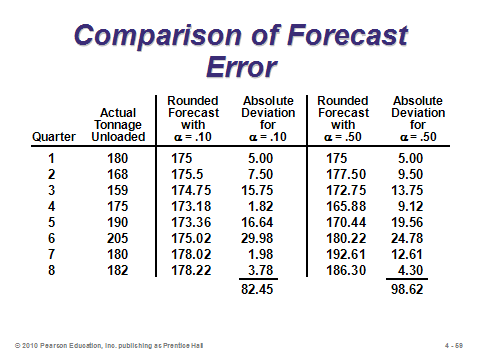 Comparison of Forecast
Error
Rounded Absolute Rounded Absolute
Actual Forecast Deviation Forecast Deviation
Tonnage with for with for
Quarter Unloaded α = .10 α = .10 α = .50 α = .50
1 180 175 5.00 175 5.00
2 168 175.5 7.50 177.50 9.50
3 159 174.75 15.75 172.75 13.75
4 175 173.18 1.82 165.88 9.12
5 190 173.36 16.64 170.44 19.56
6 205 175.02 29.98 180.22 24.78
7 180 178.02 1.98 192.61 12.61
8 182 178.22 3.78 186.30 4.30
82.45 98.62
© 2010 Pearson Education, Inc. publishing as Prentice Hall 4 - 59